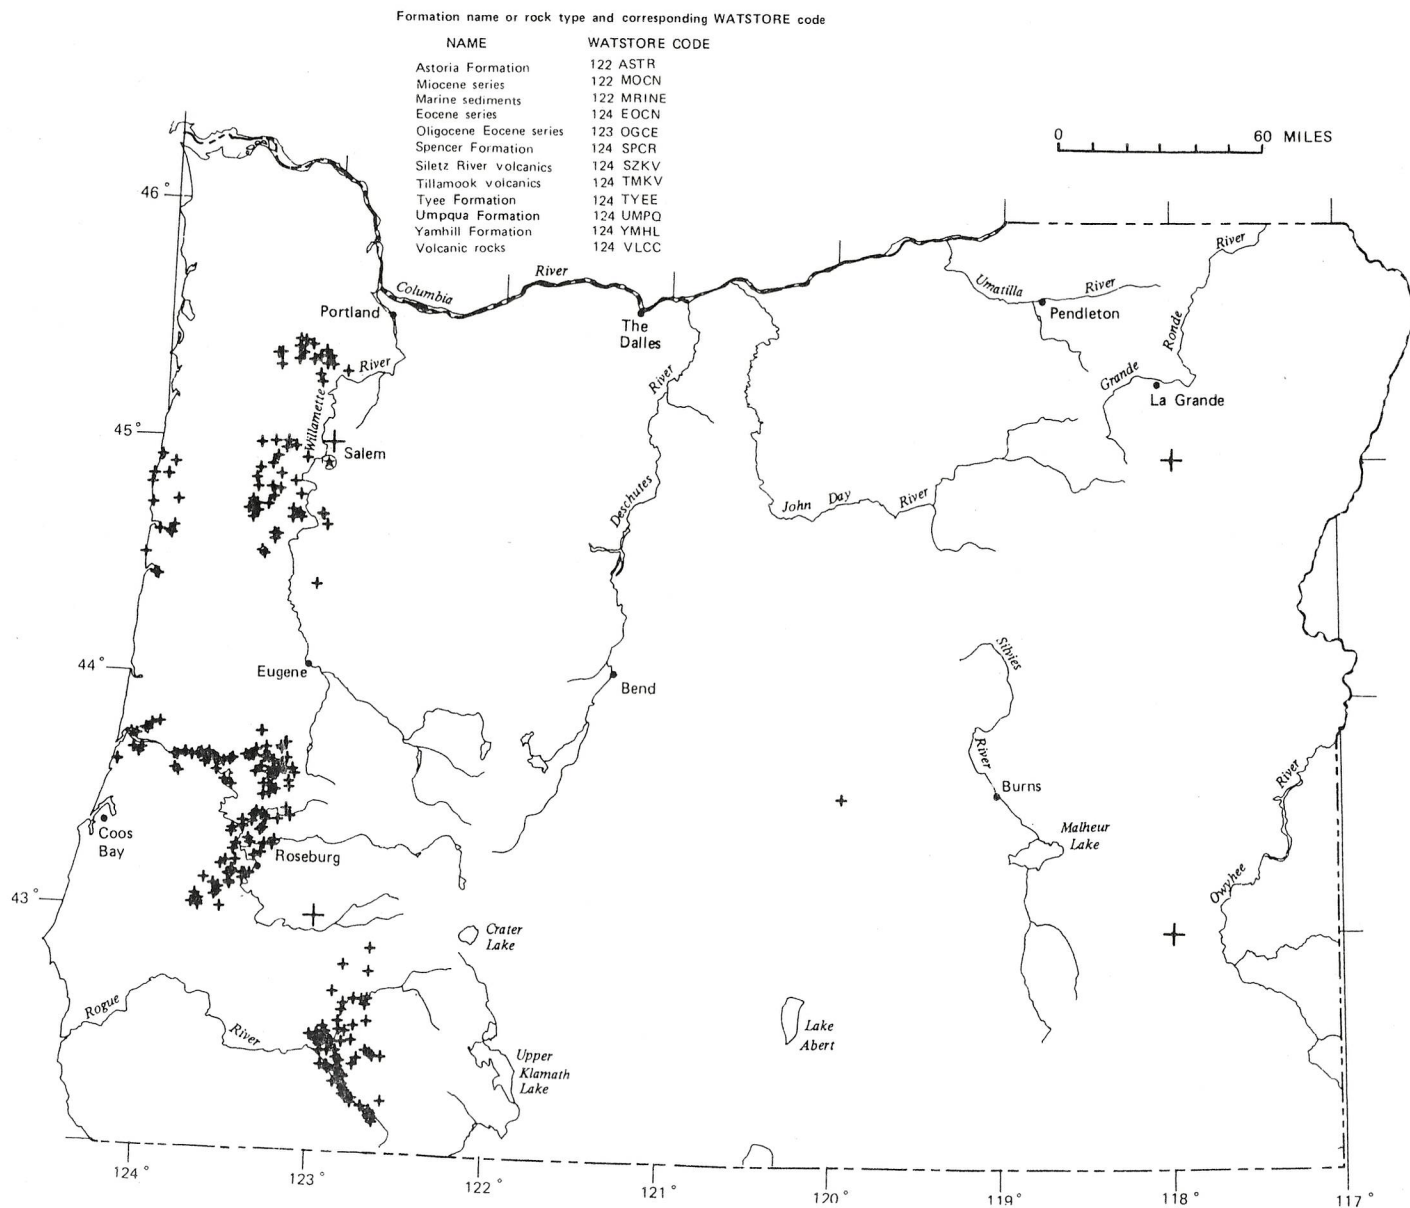 Formation name or rock type and corresponding WATSTORE code
NAME WATSTORE CODE
Astoria Formation 122 ASTR
Miocene series 122 MOCN
Marine sediments 122 MRINE
Eocene series 124 EOCN
Oligocene Eocene series 123 OGCE
Spencer Formation 124 SPCR
Siletz River volcanics 124 SZKV
Tillamook volcanics 124 TMKV
Tyee Formation 124 TYEE
Umpqua Formation 124 UMPQ
Yamhill Formation 124 YMHL
Volcanic rocks 124 VLCC
0 60 MILES
46°
45°
44°
43°
Columbia River
Portland
The
Dalles
Umatilla River
Pendleton
River
Ronde
Grande
La Grande
River
Willamette
Salem
River
Deschutes
John Day River
Eugene
Bend
Silvies
River
Burns
Malheur
Lake
River
Owyhee
Coos
Bay
Roseburg
Crater
Lake
Rogue
River
Upper
Klamath
Lake
Lake
Abert
124° 123° 122° 121° 120° 119° 118° 117°